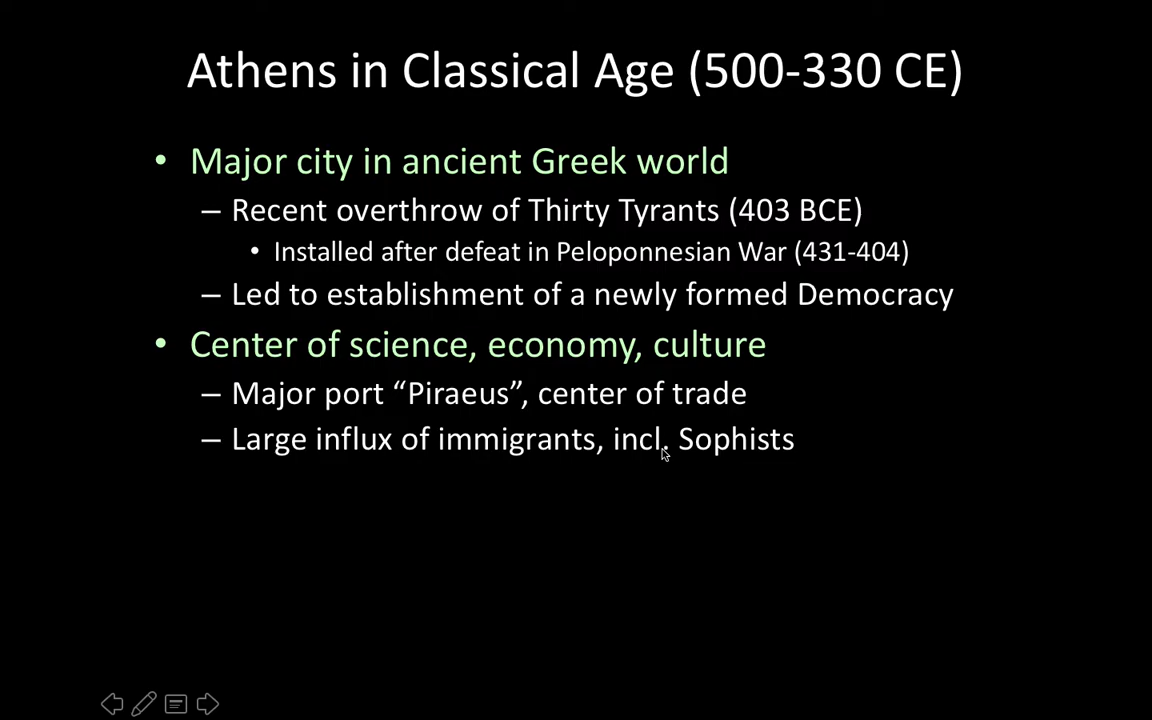 Athens in Classical Age (500-330 CE)
• Major city in ancient Greek world
– Recent overthrow of Thirty Tyrants (403 BCE)
• Installed after defeat in Peloponnesian War (431-404)
– Led to establishment of a newly formed Democracy
• Center of science, economy, culture
– Major port “Piraeus”, center of trade
– Large influx of immigrants, incl. Sophists